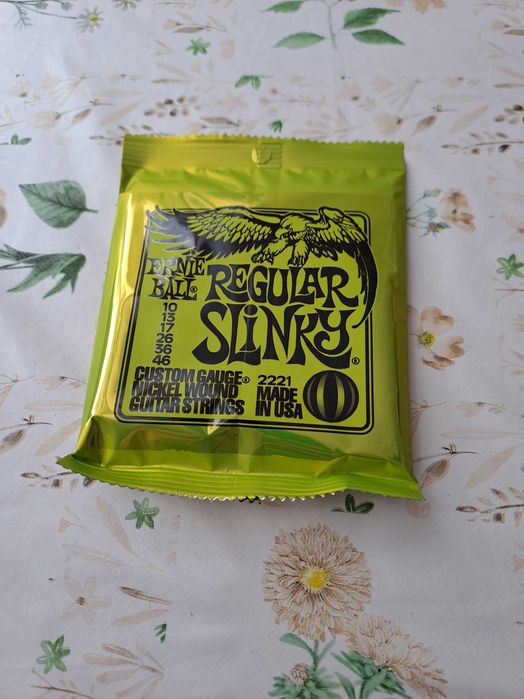 ERNIE
BALL®
REGULAR
SLINKY®
10
13
17
26
36
46
CUSTOM GAUGE®
NICKEL WOUND
GUITAR STRINGS
2221
MADE
IN USA